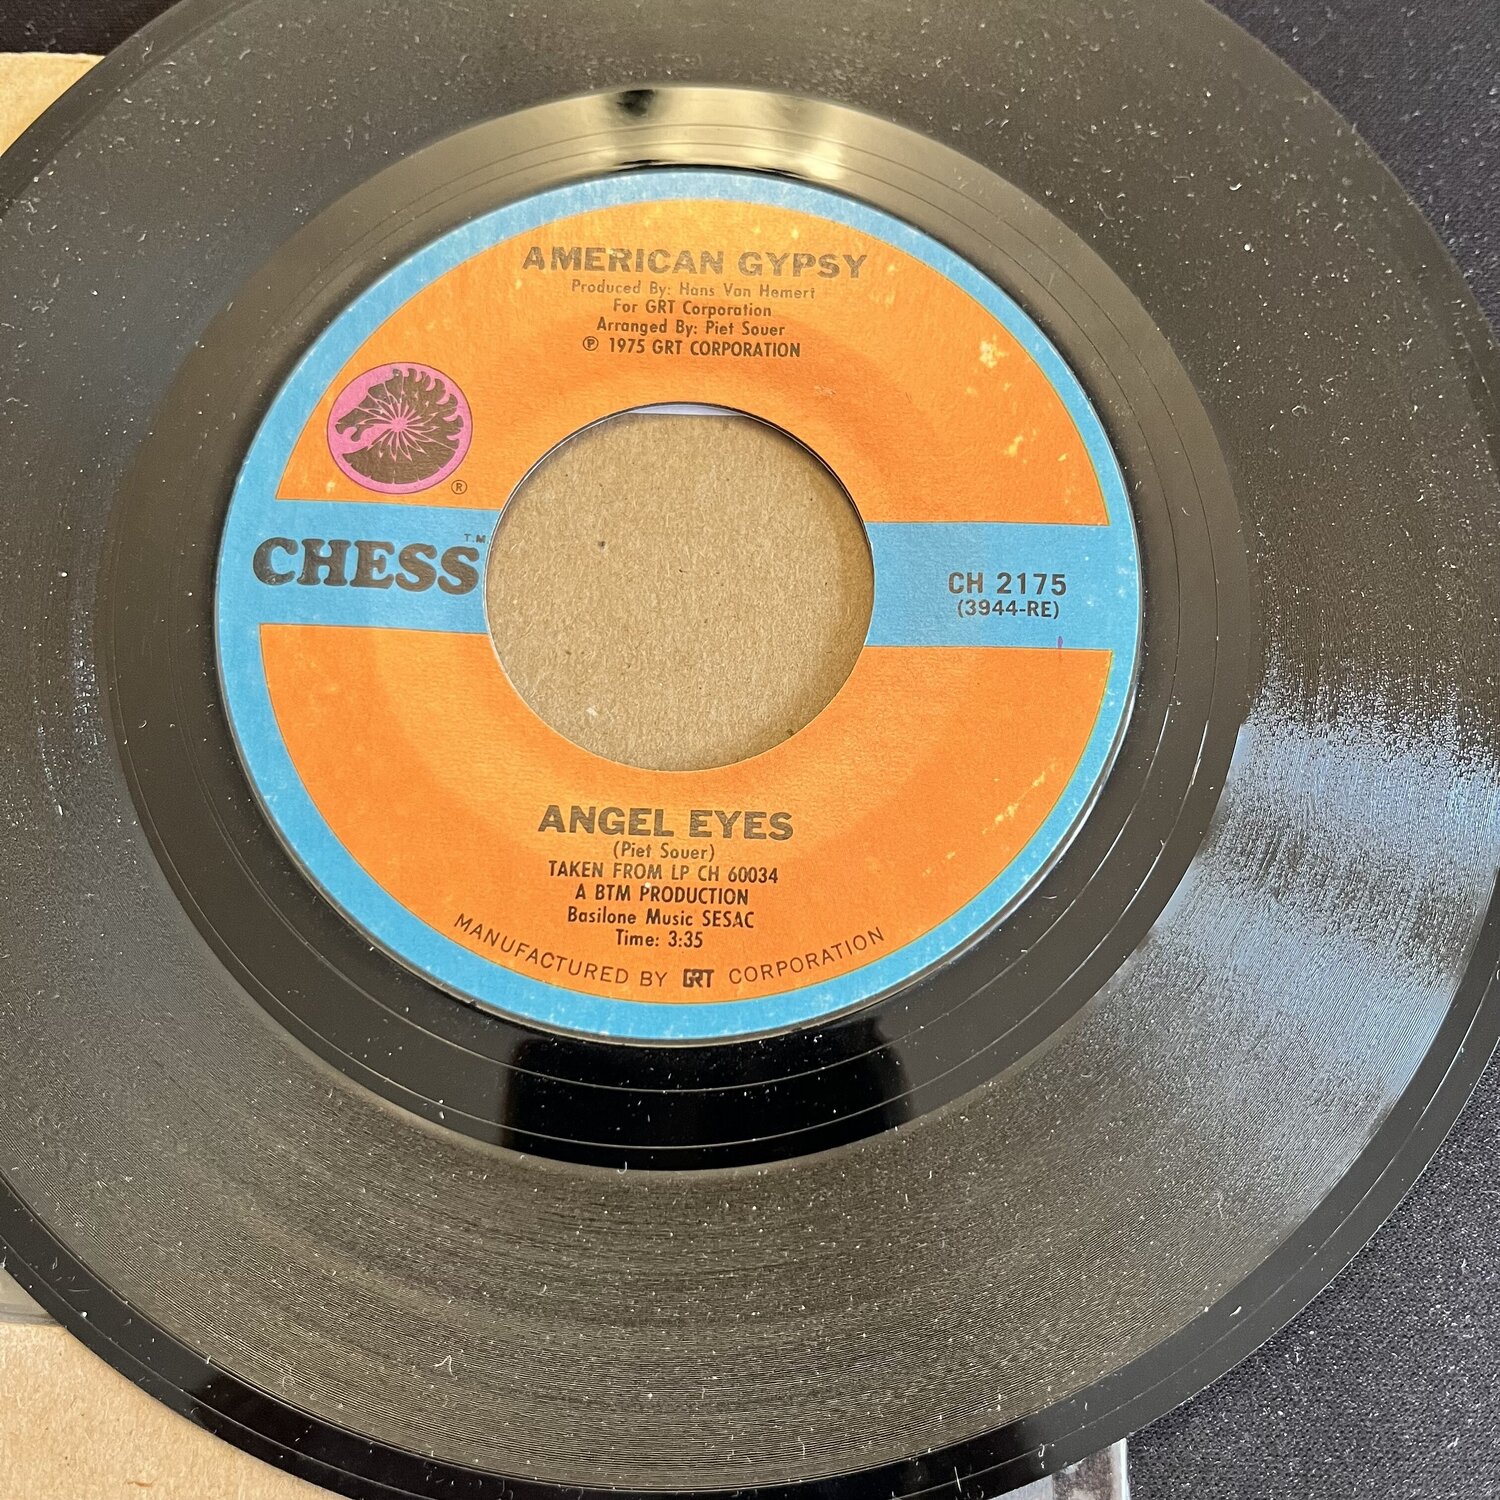 AMERICAN GYPSY
Produced By: Hans Van Hemert
For GRT Corporation
Arranged By: Piet Souer
℗ 1975 GRT CORPORATION
®
CHESS T.M.
CH 2175
(3944-RE)
ANGEL EYES
(Piet Souer)
TAKEN FROM LP CH 60034
A BTM PRODUCTION
Basilone Music SESAC
Time: 3:35
MANUFACTURED BY GRT CORPORATION